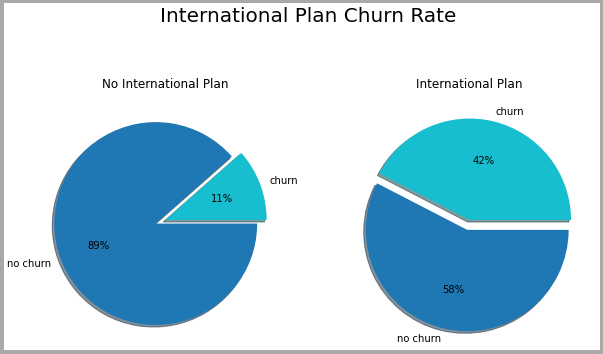 International Plan Churn Rate
No International Plan
churn
11%
89%
no churn
International Plan
churn
42%
58%
no churn